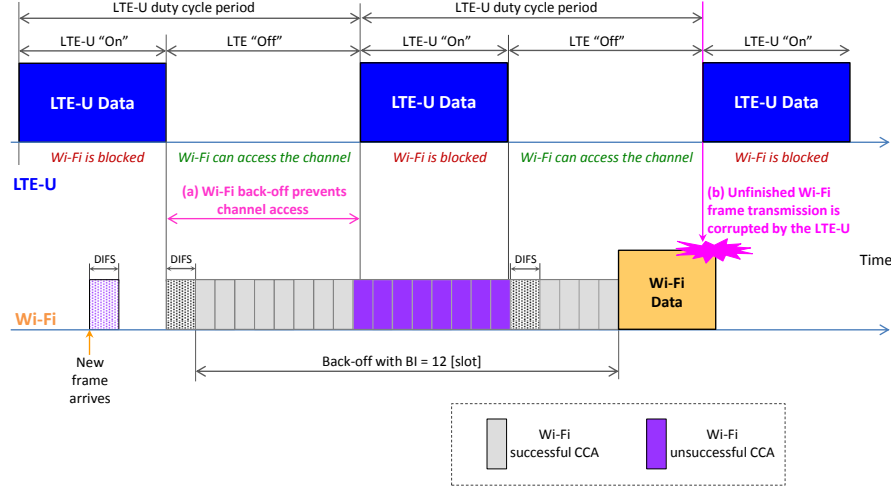 LTE-U duty cycle period
LTE-U duty cycle period
LTE-U “On”
LTE “Off”
LTE-U “On”
LTE “Off”
LTE-U “On”
LTE-U Data
LTE-U Data
LTE-U Data
Wi-Fi is blocked
Wi-Fi can access the channel
Wi-Fi is blocked
Wi-Fi can access the channel
Wi-Fi is blocked
LTE-U
(a) Wi-Fi back-off prevents
channel access
(b) Unfinished Wi-Fi
frame transmission is
corrupted by the LTE-U
Time
DIFS
DIFS
DIFS
Wi-Fi
Data
Wi-Fi
New
frame
arrives
Back-off with BI = 12 [slot]
Wi-Fi
successful CCA
Wi-Fi
unsuccessful CCA